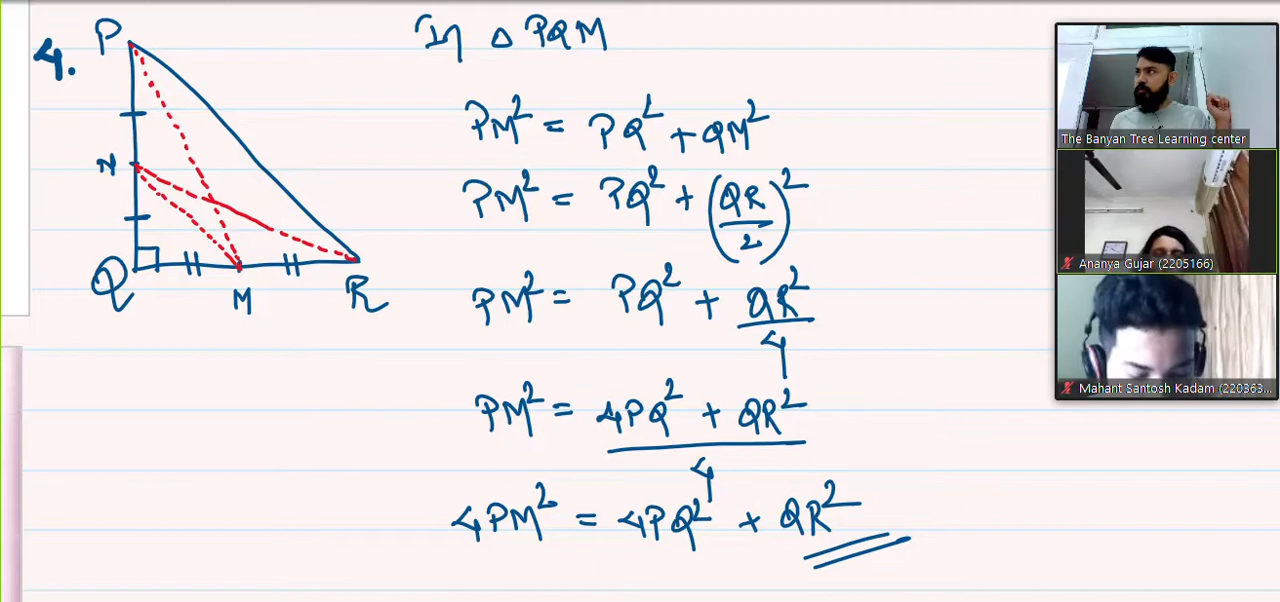 4.
P
N
Q
M
R
In △ PQM
PM² = PQ² + QM²
PM² = PQ² + (QR/2)²
PM² = PQ² + QR²/4
PM² = 4PQ² + QR²/4
4PM² = 4PQ² + QR²
The Banyan Tree Learning center
Ananya Gujar (2205166)
Mahant Santosh Kadam (220363...